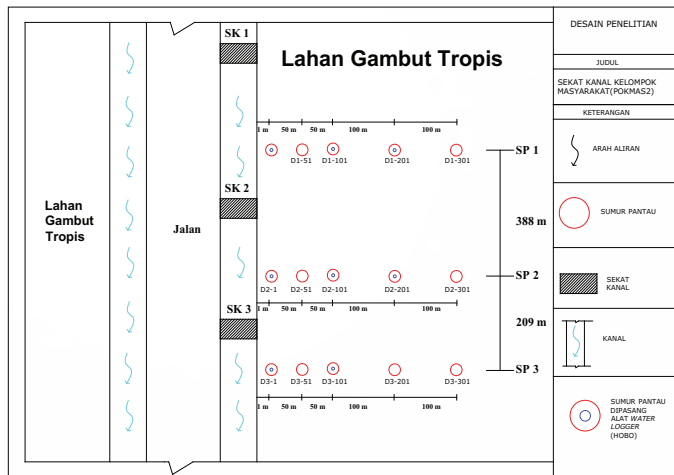 SK 1
Lahan Gambut Tropis
1 m 50 m 50 m 100 m 100 m
D1-51 D1-101 D1-201 D1-301
SP 1
SK 2
388 m
Lahan
Gambut
Tropis
Jalan
SP 2
D2-1 D2-51 D2-101 D2-201 D2-301
1 m 50 m 50 m 100 m 100 m
SK 3
209 m
SP 3
D3-1 D3-51 D3-101 D3-201 D3-301
1 m 50 m 50 m 100 m 100 m
DESAIN PENELITIAN
JUDUL
SEKAT KANAL KELOMPOK
MASYARAKAT(POKMAS2)
KETERANGAN
ARAH ALIRAN
SUMUR PANTAU
SEKAT
KANAL
KANAL
SUMUR PANTAU
DIPASANG
ALAT WATER
LOGGER
(HOBO)